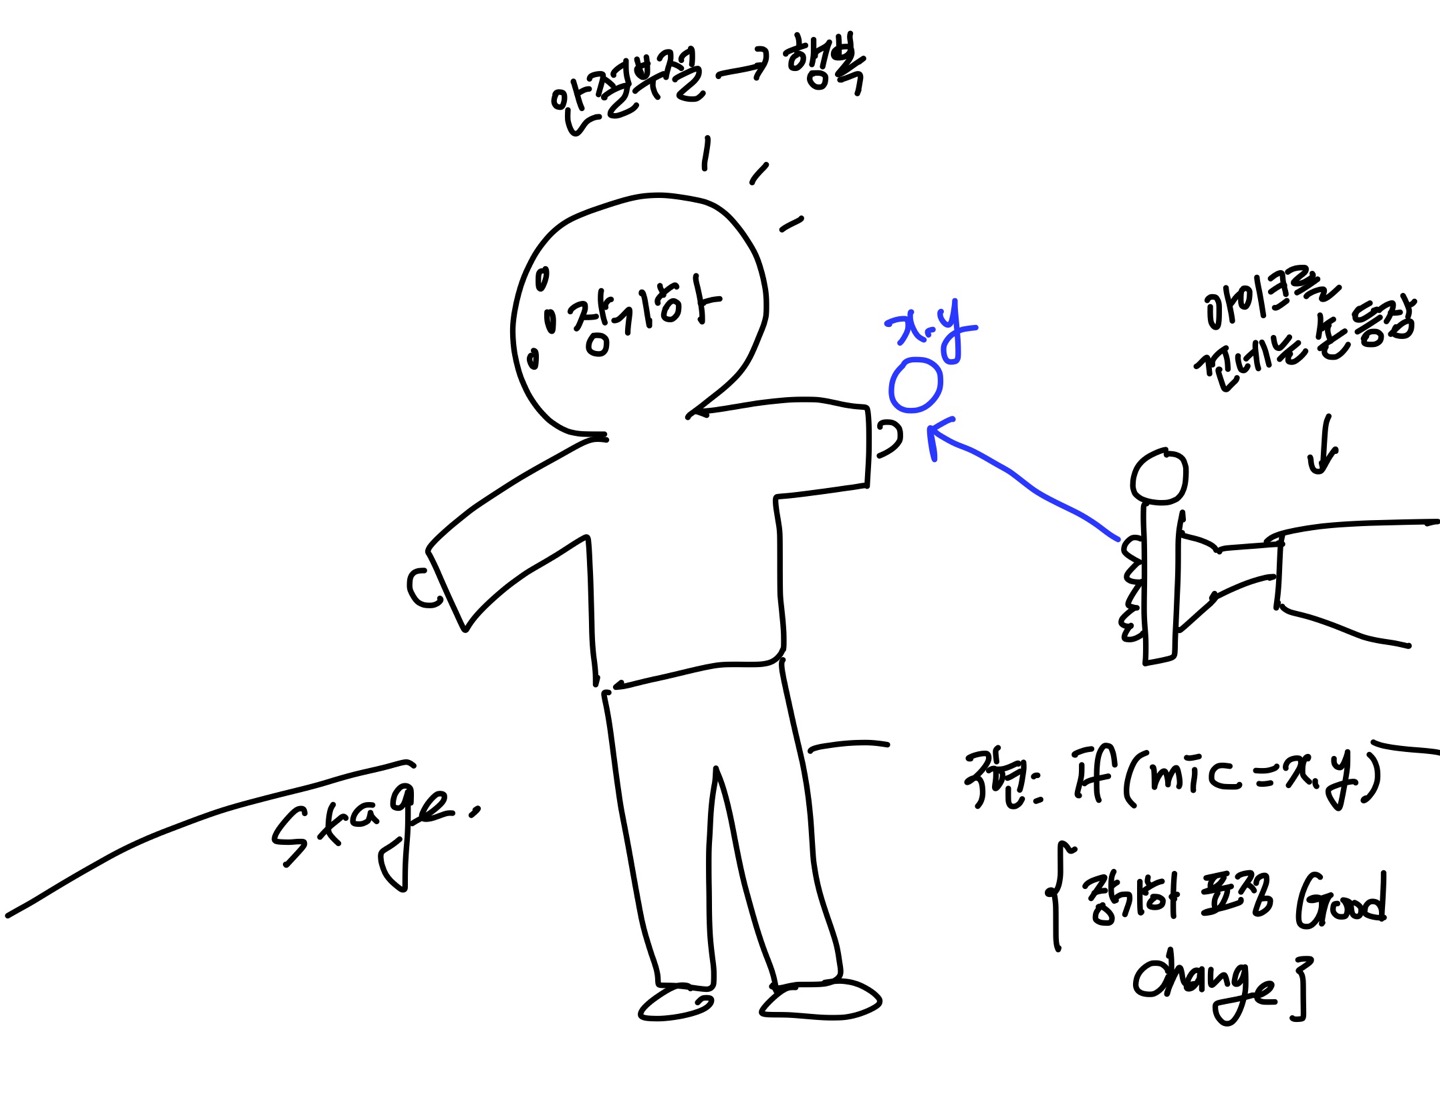 안절부절 → 행복
장기하
x.y
마이크를
건네는 손 등장
stage.
구현: if(mic=x.y)
{ 장기하 표정 Good
change }